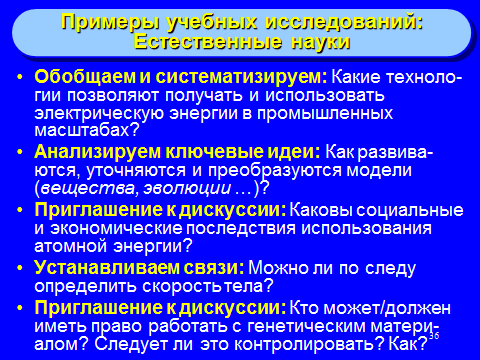 Примеры учебных исследований:
Естественные науки
• Обобщаем и систематизируем: Какие техноло-
гии позволяют получать и использовать
электрическую энергии в промышленных
масштабах?
• Анализируем ключевые идеи: Как развива-
ются, уточняются и преобразуются модели
(вещества, эволюции …)?
• Приглашение к дискуссии: Каковы социальные
и экономические последствия использования
атомной энергии?
• Устанавливаем связи: Можно ли по следу
определить скорость тела?
• Приглашение к дискуссии: Кто может/должен
иметь право работать с генетическим матери-
алом? Следует ли это контролировать? Как?
36